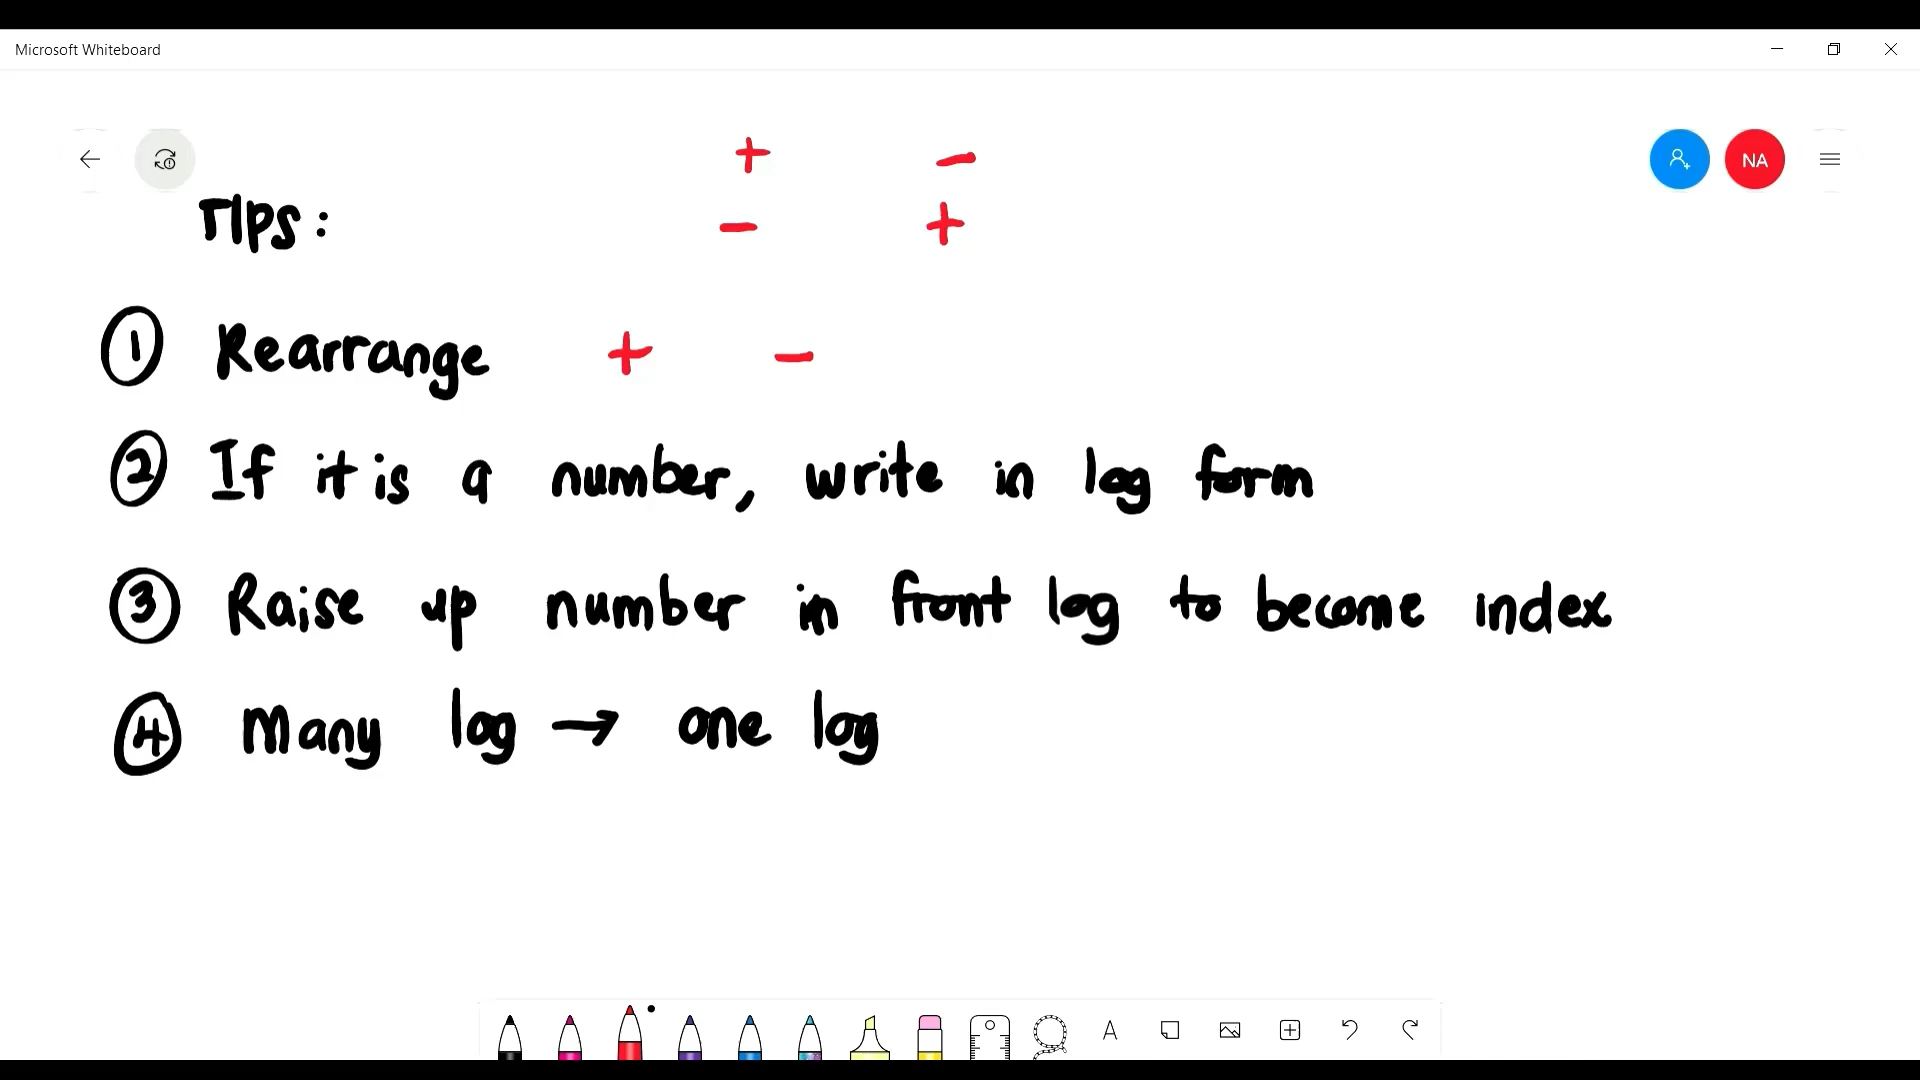 Microsoft Whiteboard
+ -
NA
TIps:
- +
① Rearrange + -
② If it is a number, write in log form
③ Raise up number in front log to become index
④ Many log → one log
A